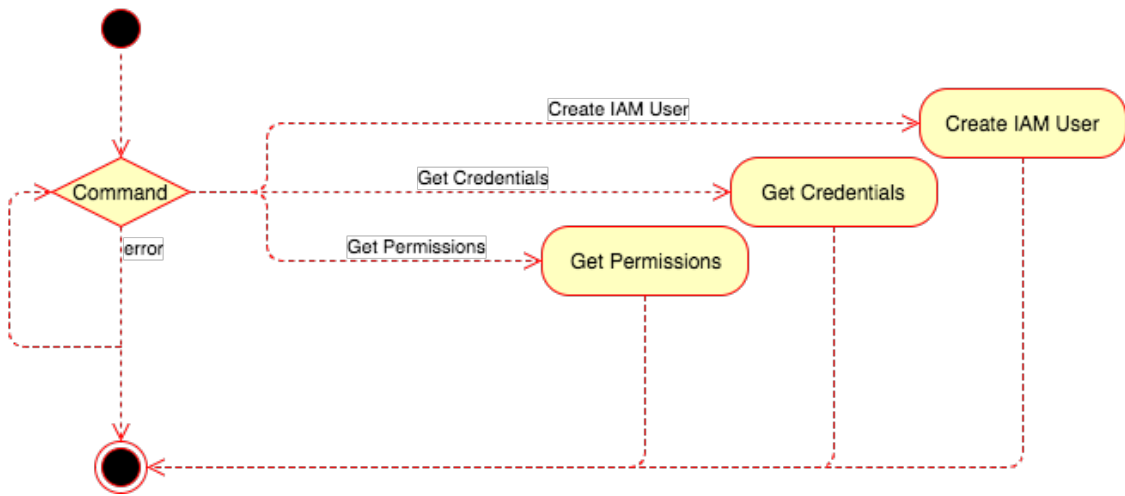 Create IAM User
Create IAM User
Command
Get Credentials
Get Credentials
error
Get Permissions
Get Permissions